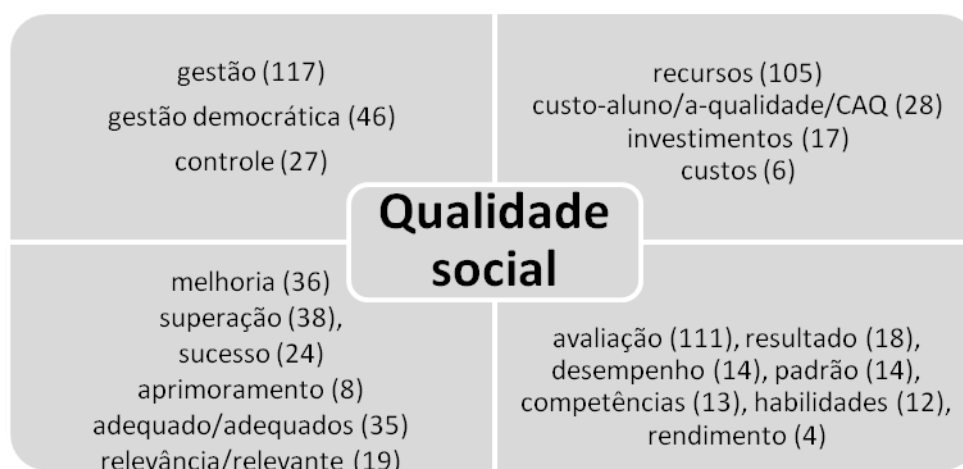 gestão (117)
gestão democrática (46)
controle (27)
recursos (105)
custo-aluno/a-qualidade/CAQ (28)
investimentos (17)
custos (6)
Qualidade
social
melhoria (36)
superação (38),
sucesso (24)
aprimoramento (8)
adequado/adequados (35)
relevância/relevante (19)
avaliação (111), resultado (18),
desempenho (14), padrão (14),
competências (13), habilidades (12),
rendimento (4)